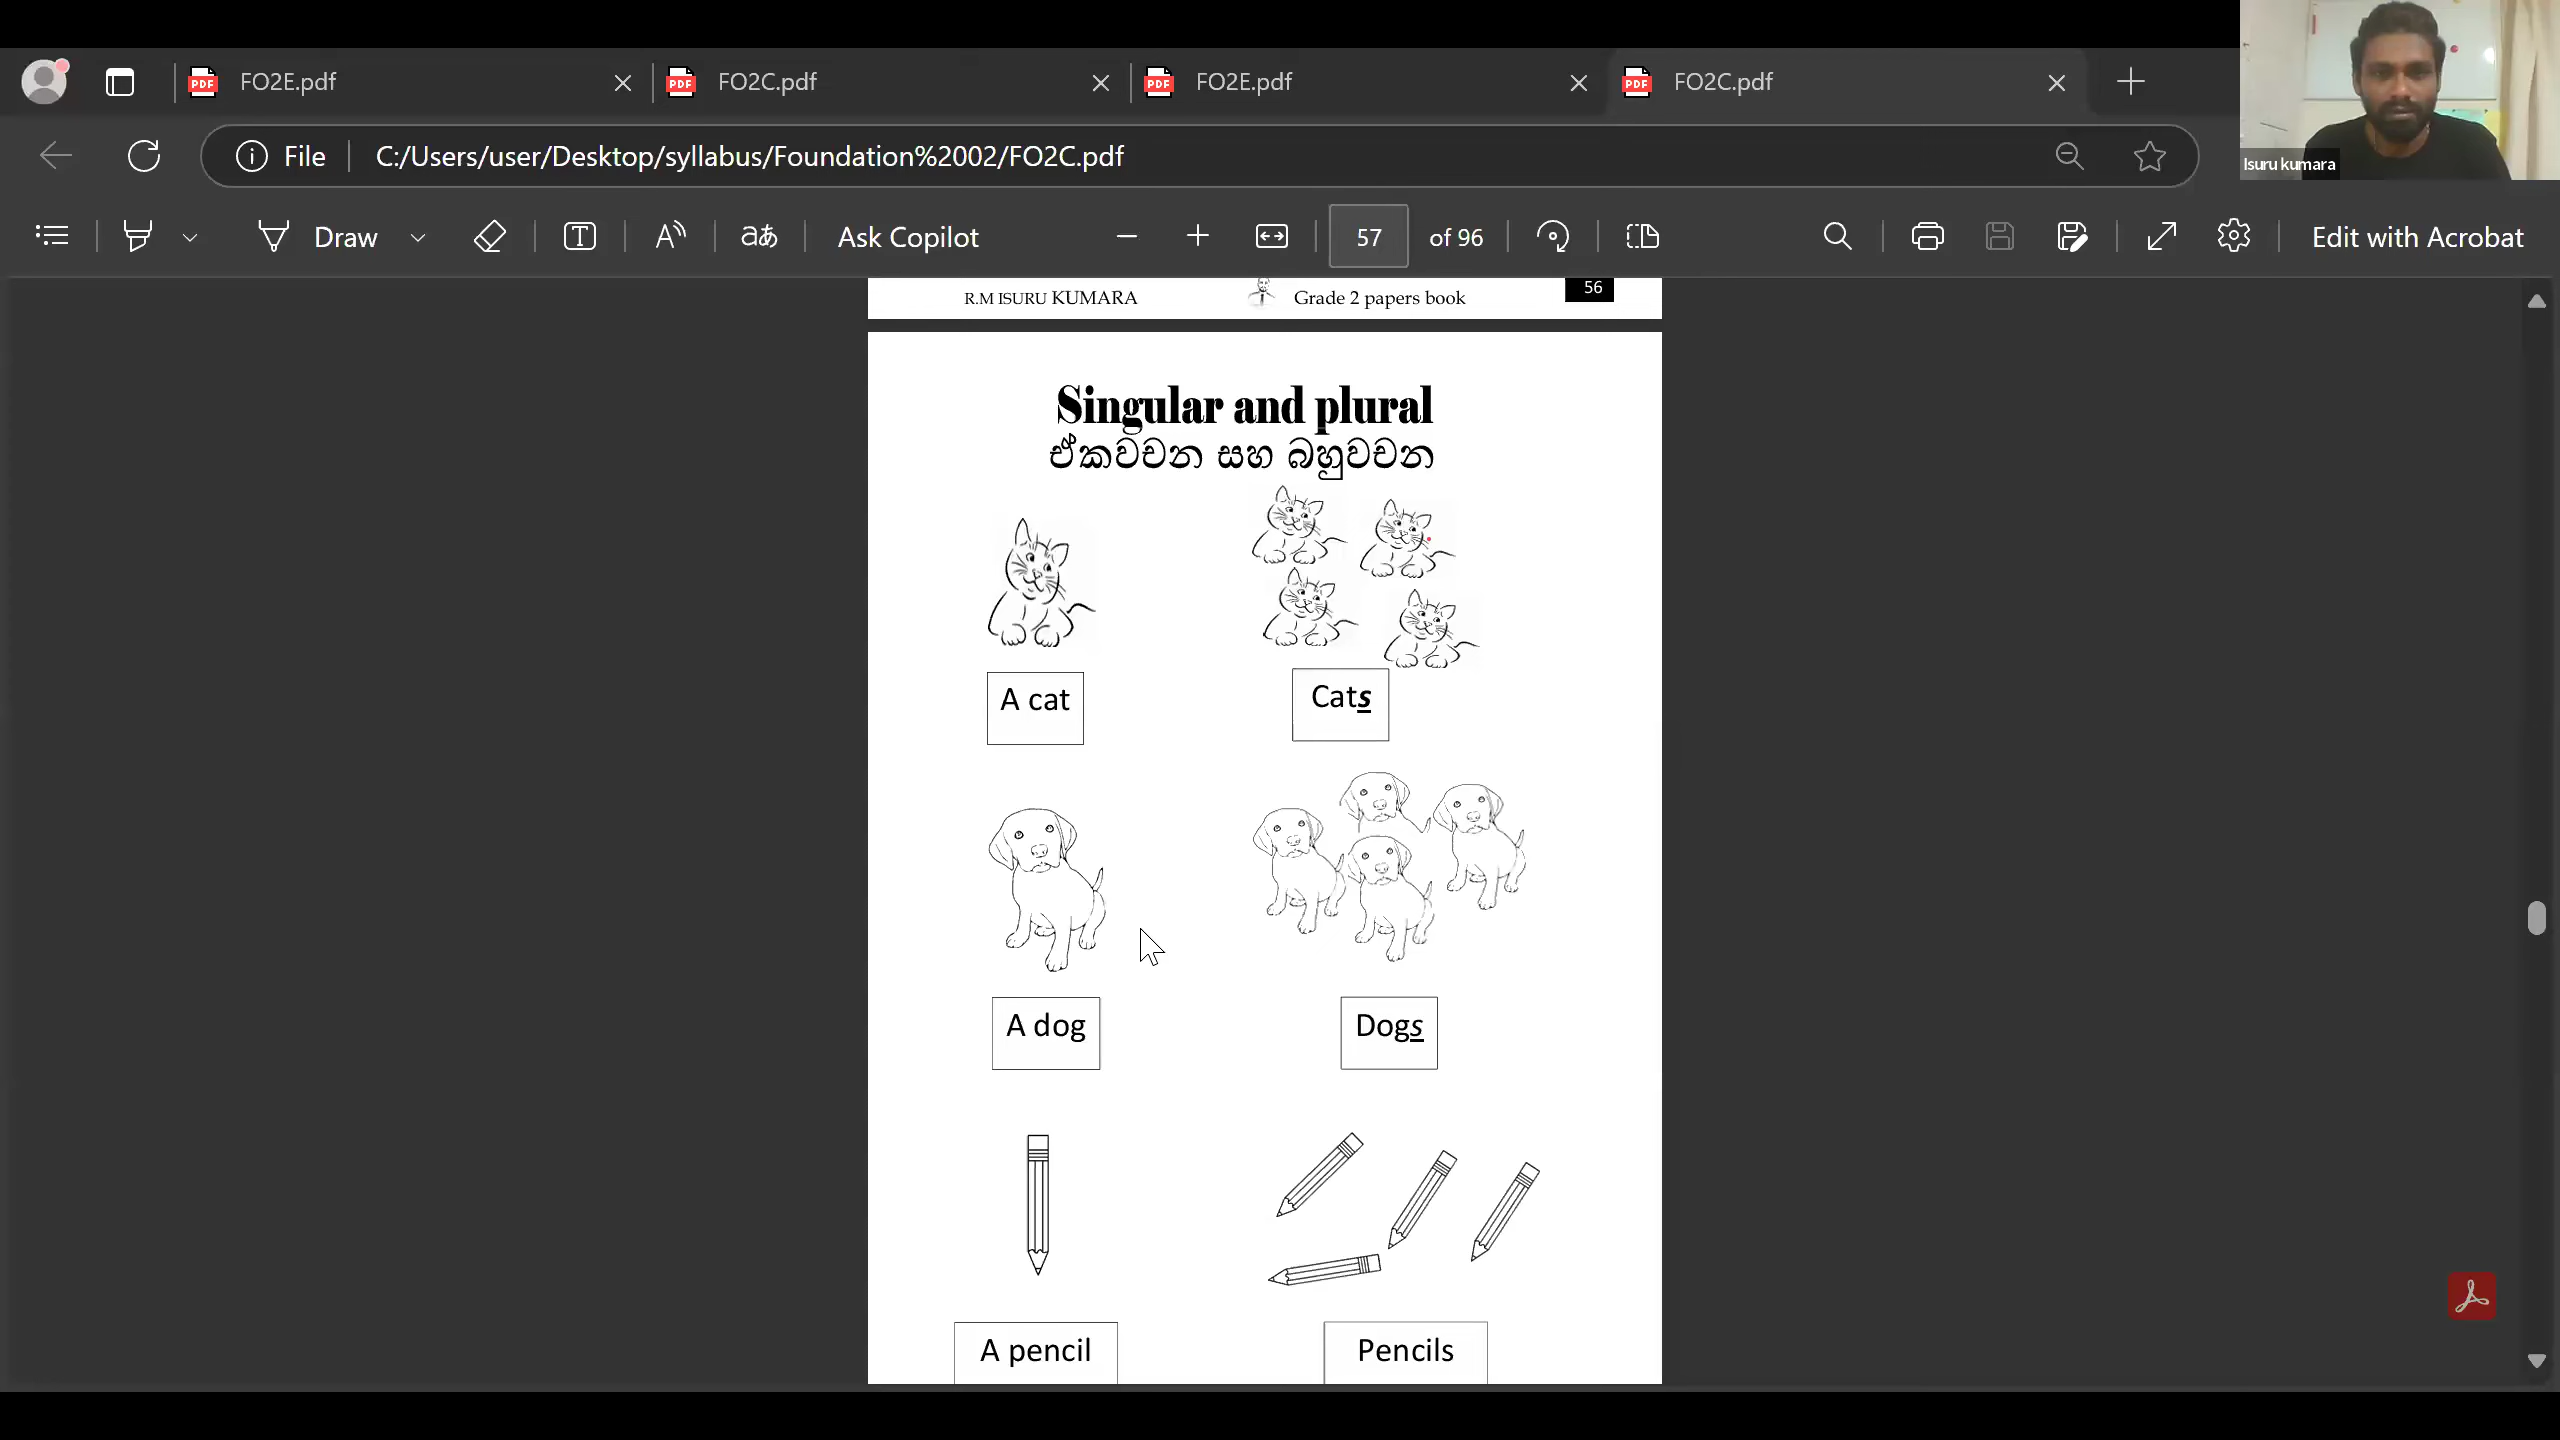 FO2E.pdf
FO2C.pdf
FO2E.pdf
FO2C.pdf
Isuru kumara
File
C:/Users/user/Desktop/syllabus/Foundation%2002/FO2C.pdf
Draw
Ask Copilot
57 of 96
Edit with Acrobat
R.M ISURU KUMARA Grade 2 papers book 56
Singular and plural
ඒකවචන සහ බහුවචන
A cat Cats
A dog Dogs
A pencil Pencils